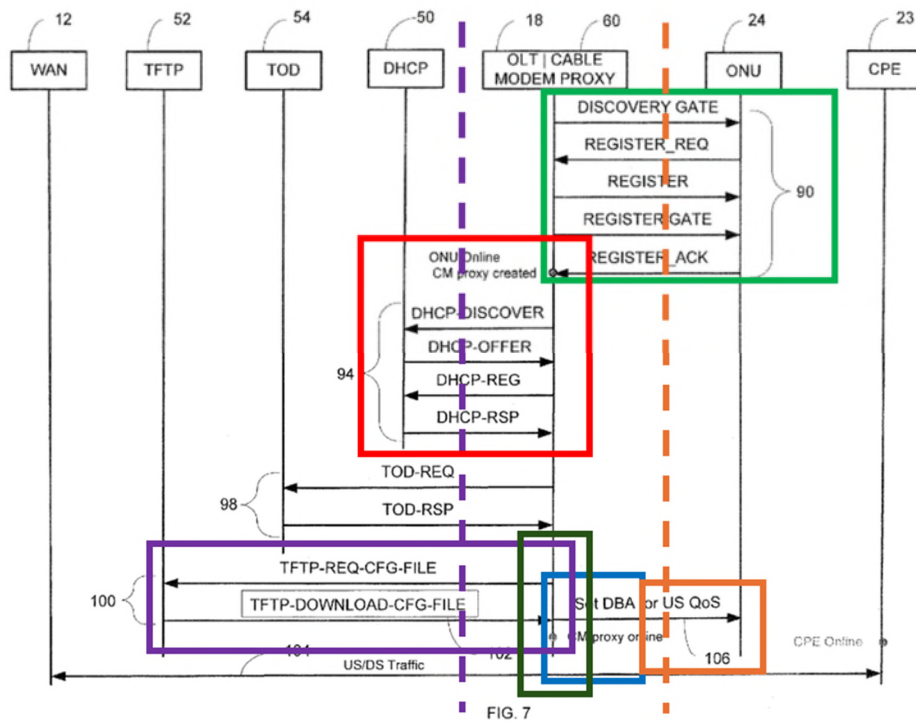 12 52 54 50 18 60 24 23
WAN TFTP TOD DHCP OLT | CABLE MODEM PROXY ONU CPE
DISCOVERY GATE
REGISTER_REQ
REGISTER
90
REGISTER GATE
REGISTER_ACK
ONU Online
CM proxy created
DHCP-DISCOVER
DHCP-OFFER
94
DHCP-REG
DHCP-RSP
TOD-REQ
98
TOD-RSP
TFTP-REQ-CFG-FILE
100
TFTP-DOWNLOAD-CFG-FILE
Set DBA for US QoS
CM proxy online
CPE Online
102
106
US/DS Traffic
FIG. 7